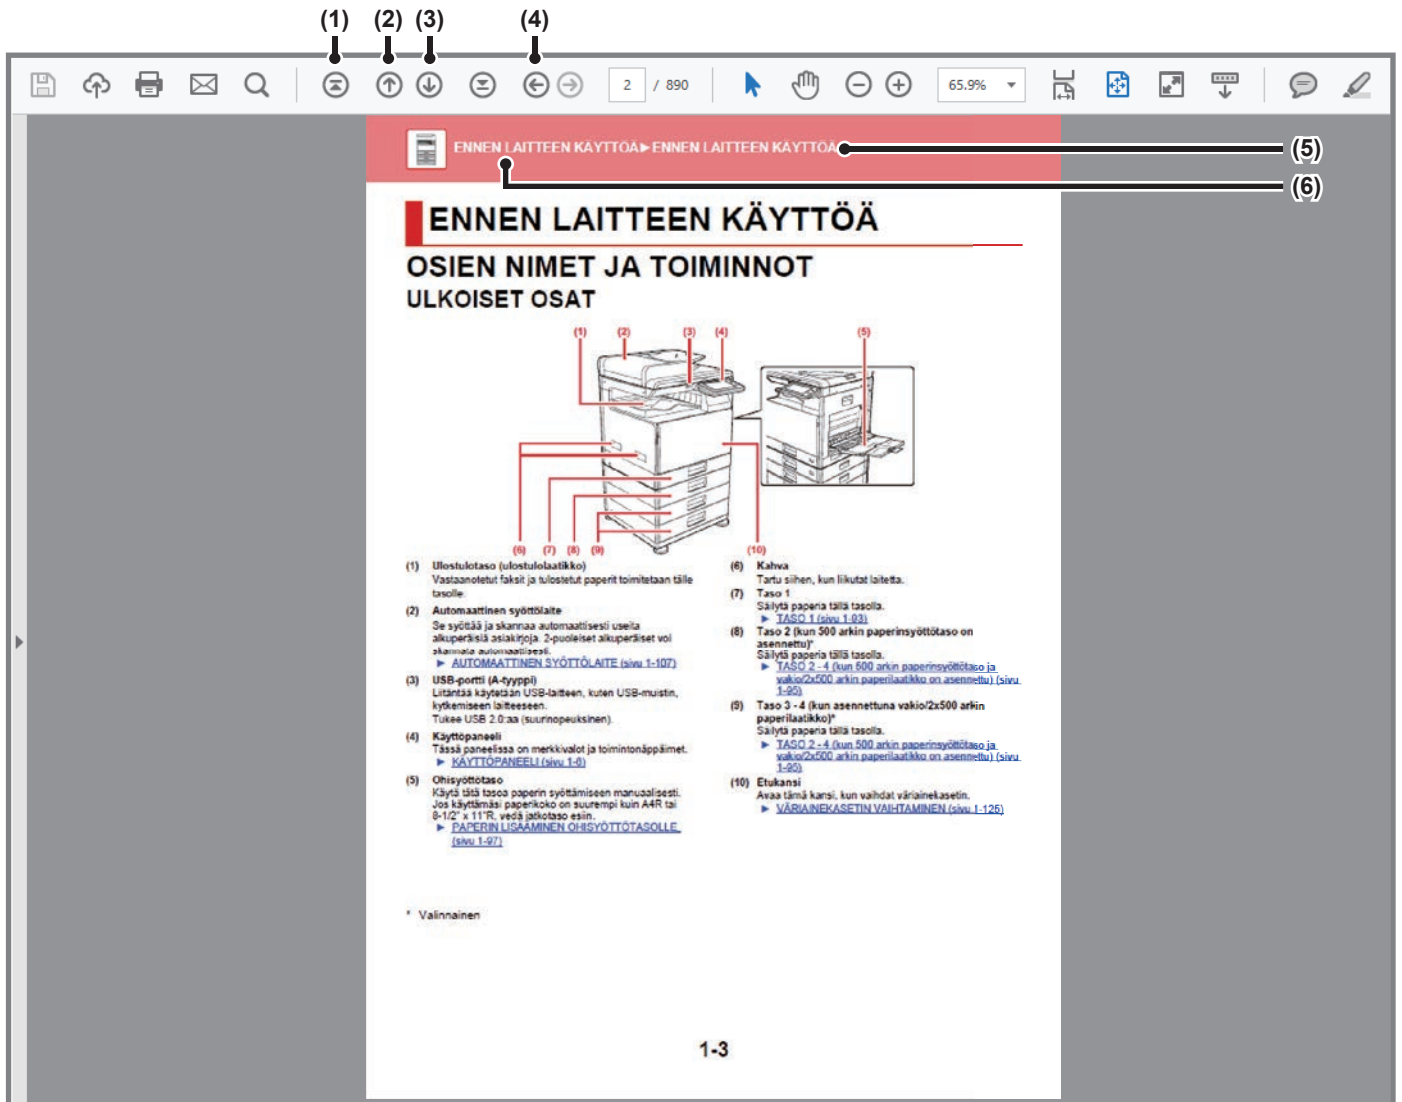 (1) (2) (3) (4)
2 / 890 65.9%
ENNEN LAITTEEN KÄYTTÖÄ►ENNEN LAITTEEN KÄYTTÖÄ (5)
(6)
ENNEN LAITTEEN KÄYTTÖÄ
OSIEN NIMET JA TOIMINNOT
ULKOISET OSAT
(1) (2) (3) (4) (5)
(6) (7) (8) (9) (10)
(1) Ulostulotaso (ulostulolaatikko)
Vastaanotetut faksit ja tulostetut paperit toimitetaan tälle
tasolle.
(2) Automaattinen syöttölaite
Se syöttää ja skannaa automaattisesti useita
alkuperäisiä asiakirjoja. 2-puoleiset alkuperäiset voi
skannata automaattisesti.
► AUTOMAATTINEN SYÖTTÖLAITE (sivu 1-107)
(3) USB-portti (A-tyyppi)
Liitäntää käytetään USB-laitteen, kuten USB-muistin,
kytkemiseen laitteeseen.
Tukee USB 2.0:aa (suurinopeuksinen).
(4) Käyttöpaneeli
Tässä paneelissa on merkkivalot ja toimintonäppäimet.
► KÄYTTÖPANEELI (sivu 1-6)
(5) Ohisyöttötaso
Käytä tätä tasoa paperin syöttämiseen manuaalisesti.
Jos käyttämäsi paperikoko on suurempi kuin A4R tai
8-1/2" x 11"R, vedä jatkotaso esiin.
► PAPERIN LISÄÄMINEN OHISYÖTTÖTASOLLE
(sivu 1-97)
(6) Kahva
Tartu siihen, kun liikutat laitetta.
(7) Taso 1
Säilytä paperia tällä tasolla.
► TASO 1 (sivu 1-93)
(8) Taso 2 (kun 500 arkin paperinsyöttötaso on
asennettu)*
Säilytä paperia tällä tasolla.
► TASO 2 - 4 (kun 500 arkin paperinsyöttötaso ja
vakio/2x500 arkin paperilaatikko on asennettu) (sivu
1-95)
(9) Taso 3 - 4 (kun asennettuna vakio/2x500 arkin
paperilaatikko)*
Säilytä paperia tällä tasolla.
► TASO 2 - 4 (kun 500 arkin paperinsyöttötaso ja
vakio/2x500 arkin paperilaatikko on asennettu) (sivu
1-95)
(10) Etukansi
Avaa tämä kansi, kun vaihdat väriainekasetin.
► VÄRIAINEKASETIN VAIHTAMINEN (sivu 1-126)
* Valinnainen
1-3